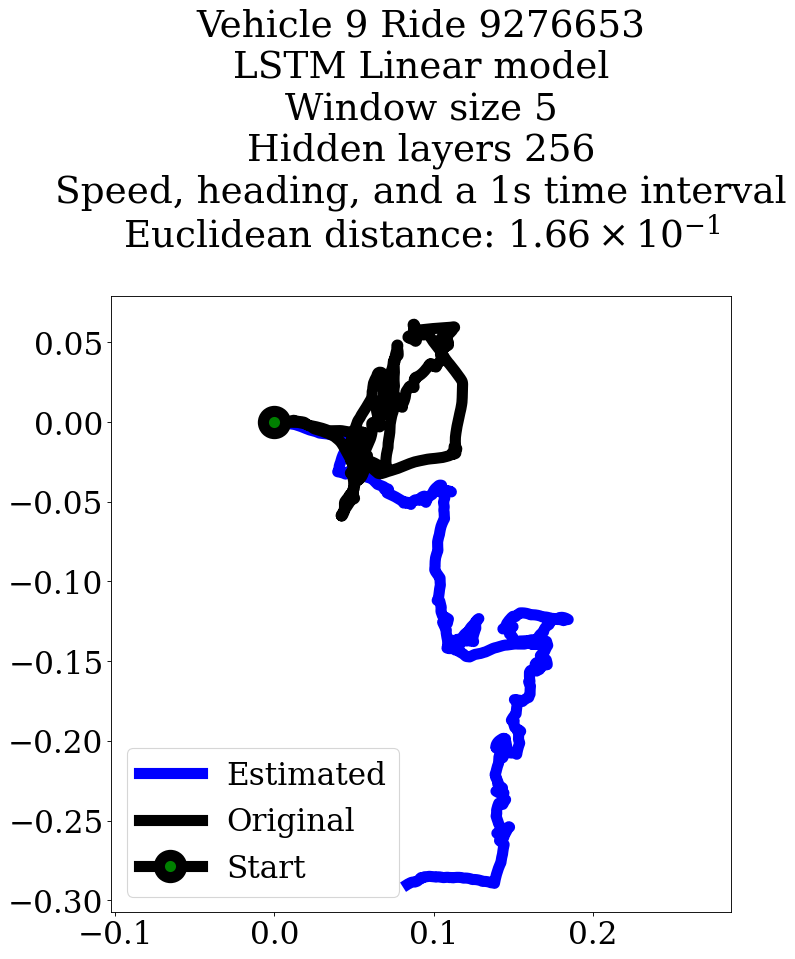 Vehicle 9 Ride 9276653
LSTM Linear model
Window size 5
Hidden layers 256
Speed, heading, and a 1s time interval
Euclidean distance: 1.66 × 10⁻¹
0.05
0.00
−0.05
−0.10
−0.15
−0.20
−0.25
−0.30
Estimated
Original
Start
−0.1 0.0 0.1 0.2